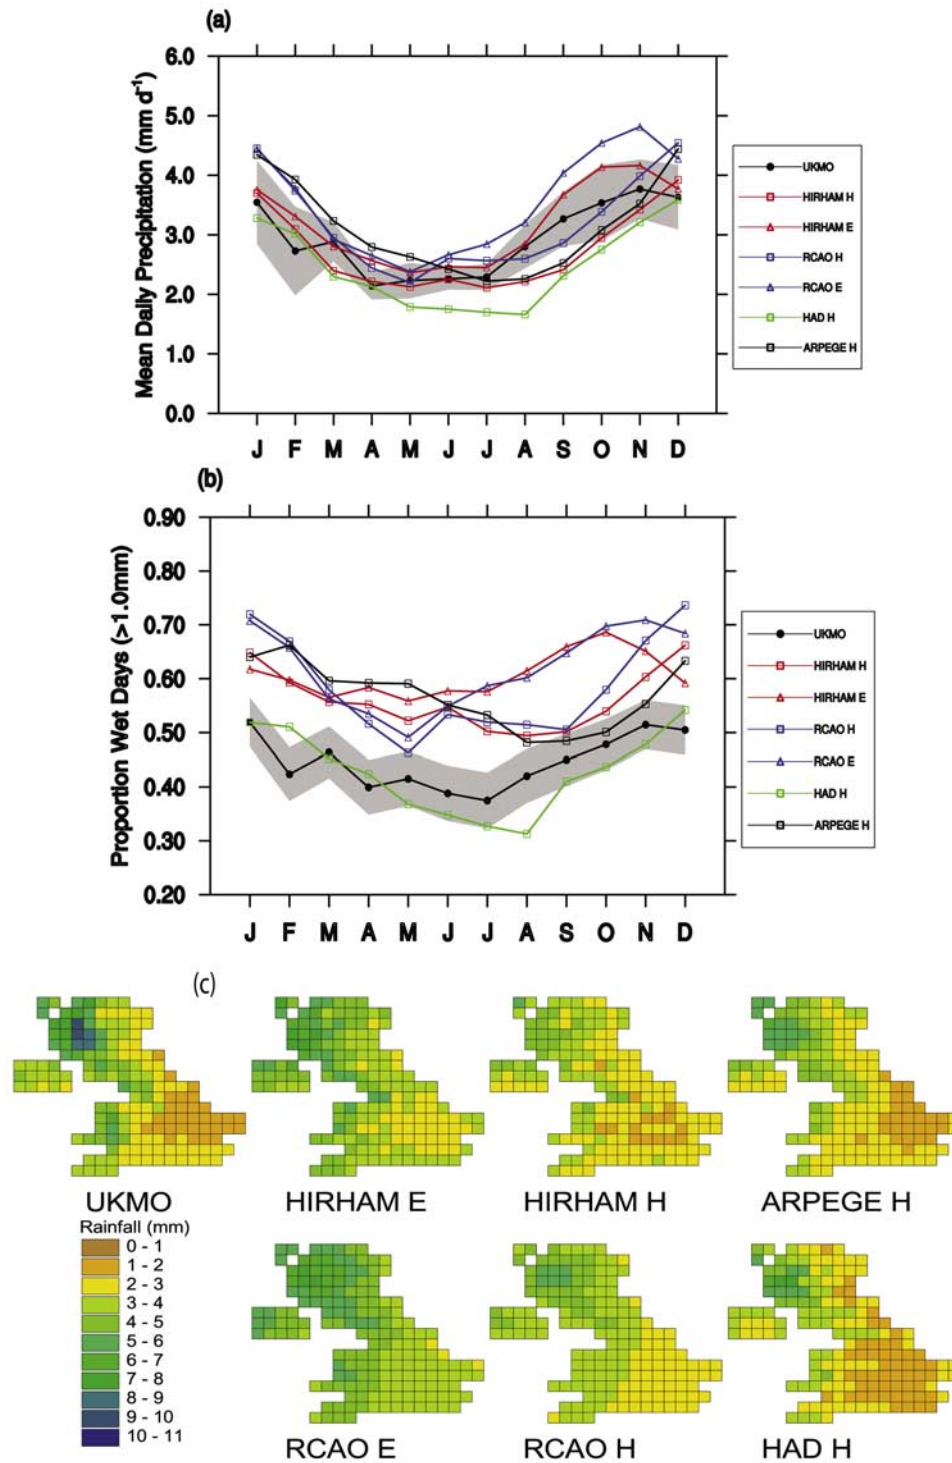 (a)
Mean Daily Precipitation (mm d⁻¹)
6.0
5.0
4.0
3.0
2.0
1.0
0.0
J F M A M J J A S O N D
UKMO
HIRHAM H
HIRHAM E
RCAO H
RCAO E
HAD H
ARPEGE H
(b)
Proportion Wet Days (>1.0mm)
0.90
0.80
0.70
0.60
0.50
0.40
0.30
0.20
J F M A M J J A S O N D
UKMO
HIRHAM H
HIRHAM E
RCAO H
RCAO E
HAD H
ARPEGE H
(c)
UKMO
HIRHAM E
HIRHAM H
ARPEGE H
Rainfall (mm)
0 - 1
1 - 2
2 - 3
3 - 4
4 - 5
5 - 6
6 - 7
7 - 8
8 - 9
9 - 10
10 - 11
RCAO E
RCAO H
HAD H